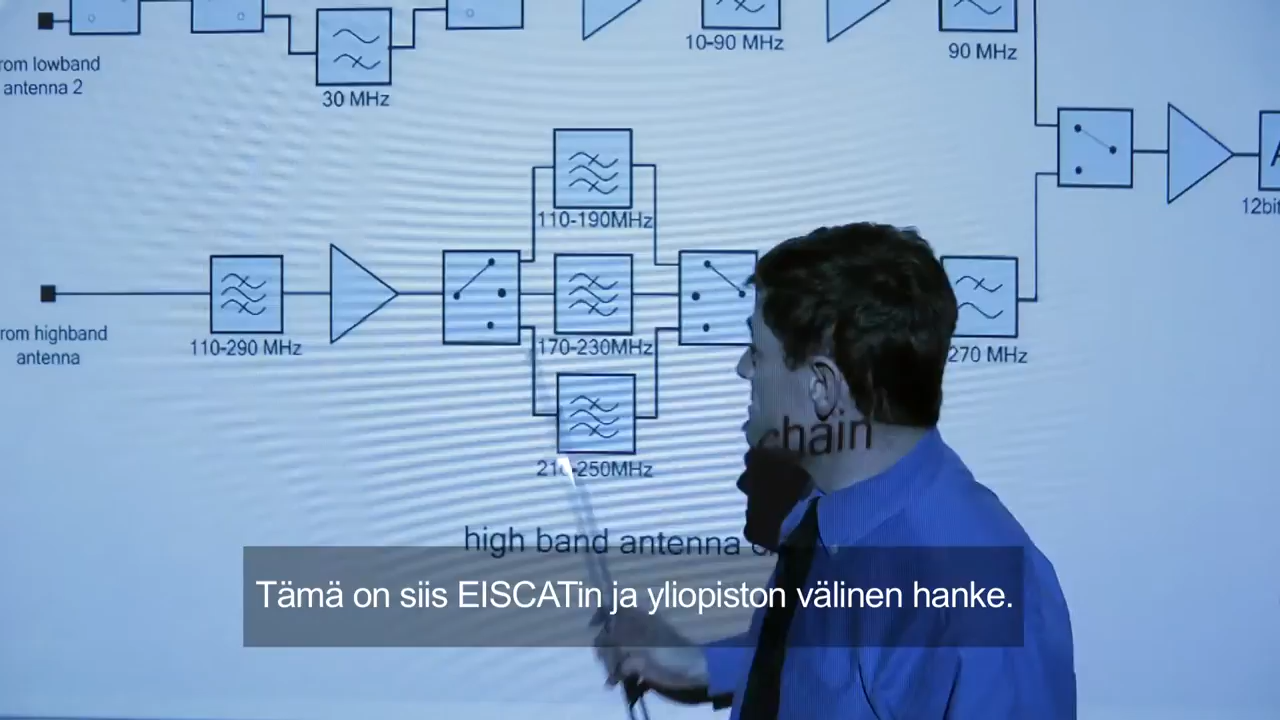 rom lowband
antenna 2
30 MHz
10-90 MHz
90 MHz
110-190MHz
12bit
rom highband
antenna
110-290 MHz
170-230MHz
270 MHz
chain
250MHz
high band antenna
Tämä on siis EISCATin ja yliopiston välinen hanke.